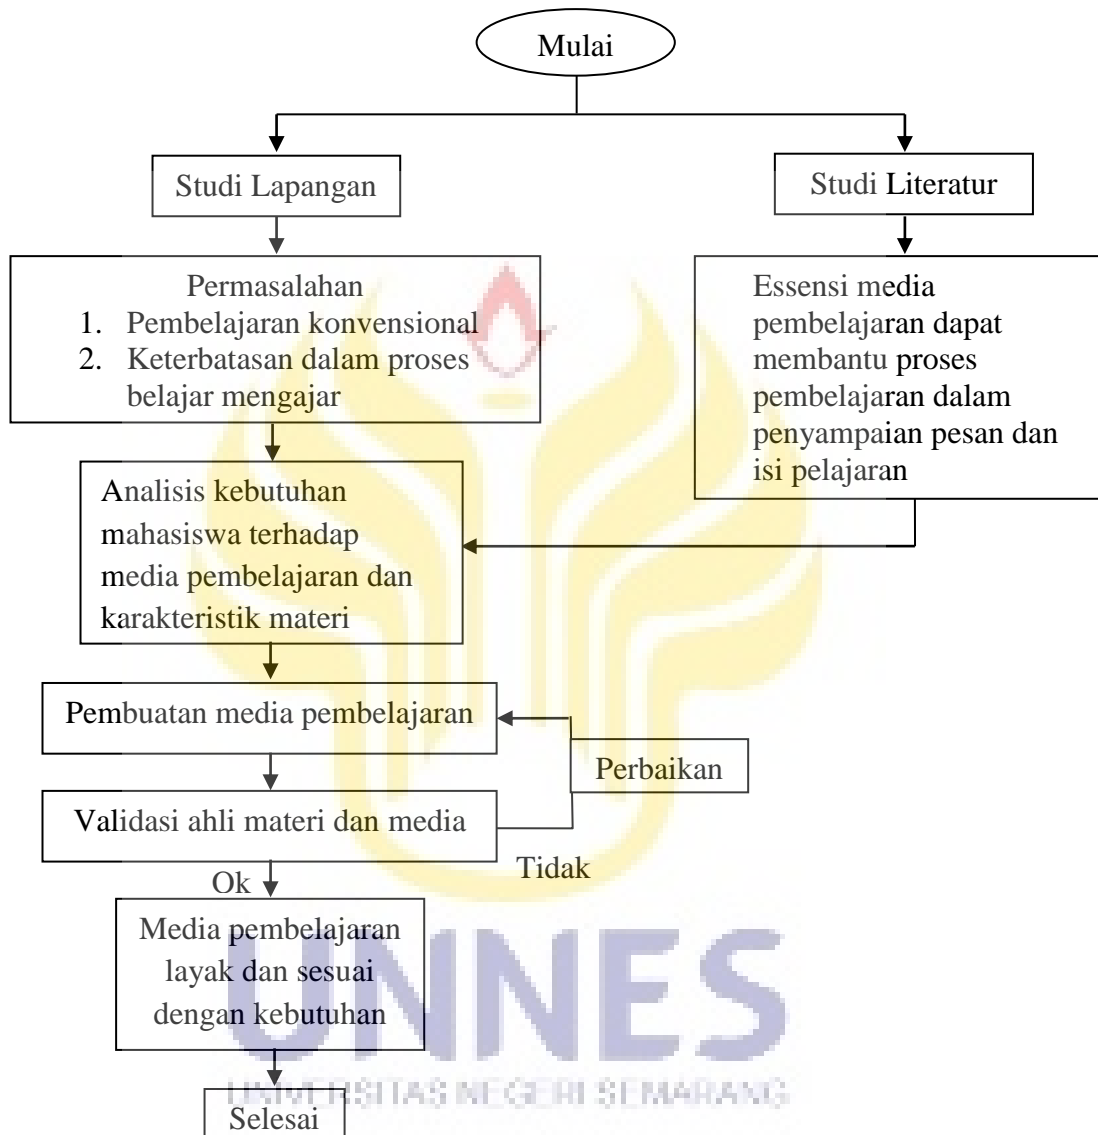 Mulai
Studi Lapangan
Studi Literatur
Permasalahan
1. Pembelajaran konvensional
2. Keterbatasan dalam proses
belajar mengajar
Essensi media
pembelajaran dapat
membantu proses
pembelajaran dalam
penyampaian pesan dan
isi pelajaran
Analisis kebutuhan
mahasiswa terhadap
media pembelajaran dan
karakteristik materi
Pembuatan media pembelajaran
Perbaikan
Validasi ahli materi dan media
Tidak
Ok
Media pembelajaran
layak dan sesuai
dengan kebutuhan
UNNES
UNIVERSITAS NEGERI SEMARANG
Selesai